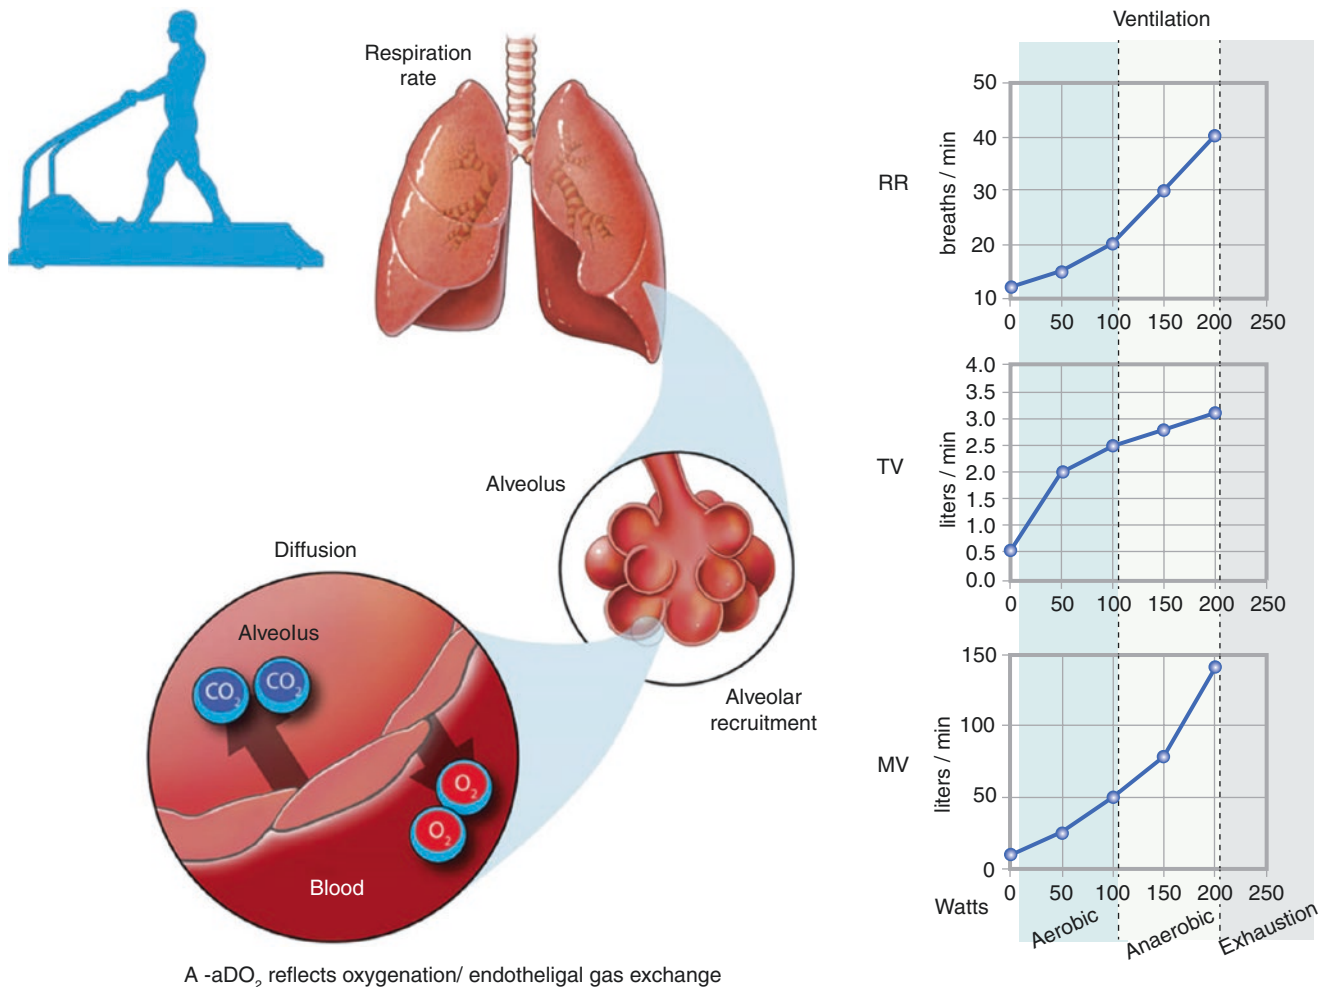 Respiration
rate
Alveolus
Alveolar
recruitment
Diffusion
Alveolus
CO2
CO2
O2
O2
Blood
A -aDO2 reflects oxygenation/ endotheligal gas exchange
Ventilation
RR
breaths / min
50
40
30
20
10
0 50 100 150 200 250
TV
liters / min
4.0
3.5
3.0
2.5
2.0
1.5
1.0
0.5
0.0
0 50 100 150 200 250
MV
liters / min
150
100
50
0
0 50 100 150 200 250
Watts
Aerobic
Anaerobic
Exhaustion